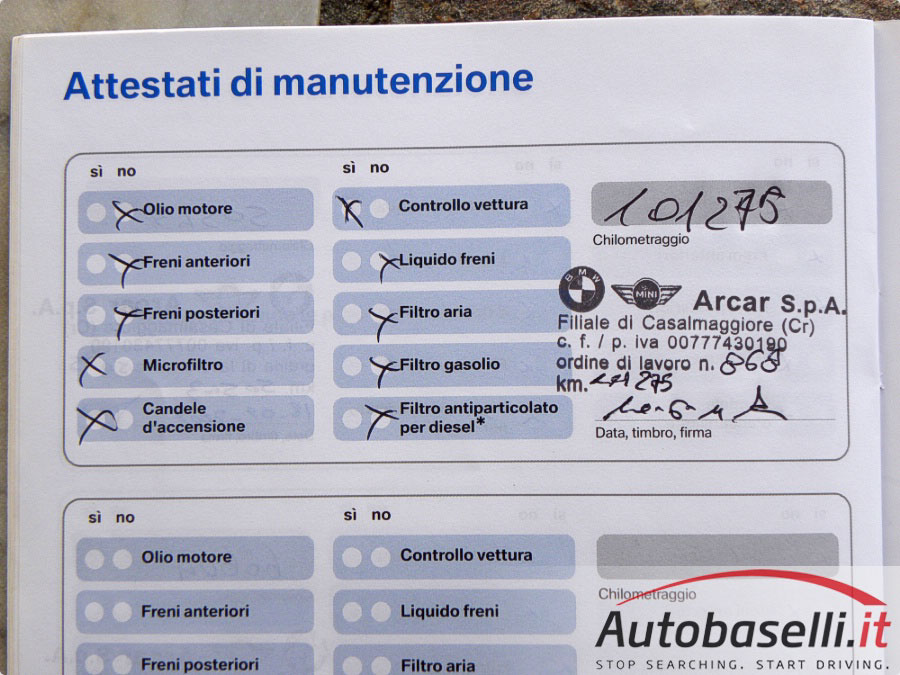 Attestati di manutenzione
sì no
Olio motore
Freni anteriori
Freni posteriori
Microfiltro
Candele
d'accensione
sì no
Controllo vettura
Liquido freni
Filtro aria
Filtro gasolio
Filtro antiparticolato
per diesel*
101275
Chilometraggio
BMW
MINI
Arcar S.p.A.
Filiale di Casalmaggiore (Cr)
c. f. / p. iva 00777430190
ordine di lavoro n. 868
km.
Data, timbro, firma
sì no
Olio motore
Freni anteriori
Freni posteriori
sì no
Controllo vettura
Liquido freni
Filtro aria
Chilometraggio
Autobaselli.it
STOP SEARCHING. START DRIVING.